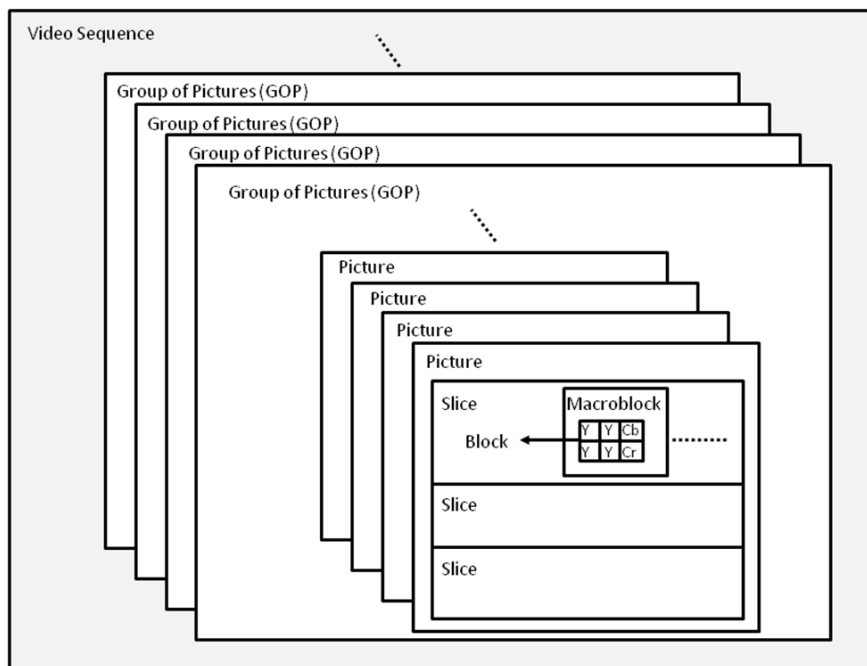 Video Sequence
Group of Pictures (GOP)
Group of Pictures (GOP)
Group of Pictures (GOP)
Group of Pictures (GOP)
Picture
Picture
Picture
Picture
Slice
Macroblock
Y Y Cb
Block
Y Y Cr
Slice
Slice